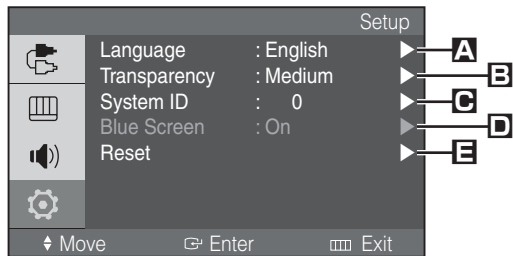 Setup
Language : English A
Transparency : Medium B
System ID : 0 C
Blue Screen : On D
Reset E
Move Enter Exit